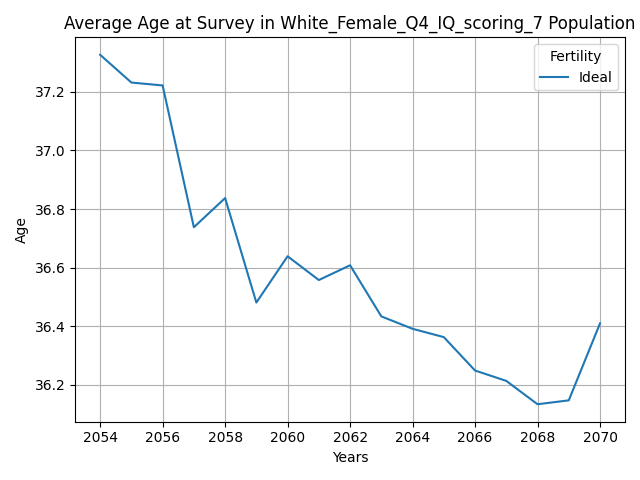 Average Age at Survey in White_Female_Q4_IQ_scoring_7 Population
Fertility
Ideal
37.2
37.0
36.8
36.6
36.4
36.2
Age
2054 2056 2058 2060 2062 2064 2066 2068 2070
Years